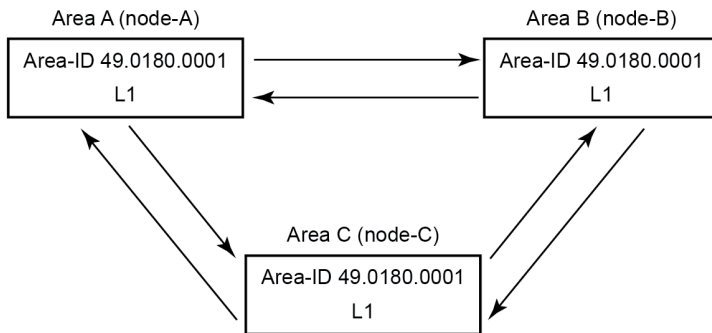 Area A (node-A)
Area-ID 49.0180.0001
L1
Area B (node-B)
Area-ID 49.0180.0001
L1
Area C (node-C)
Area-ID 49.0180.0001
L1